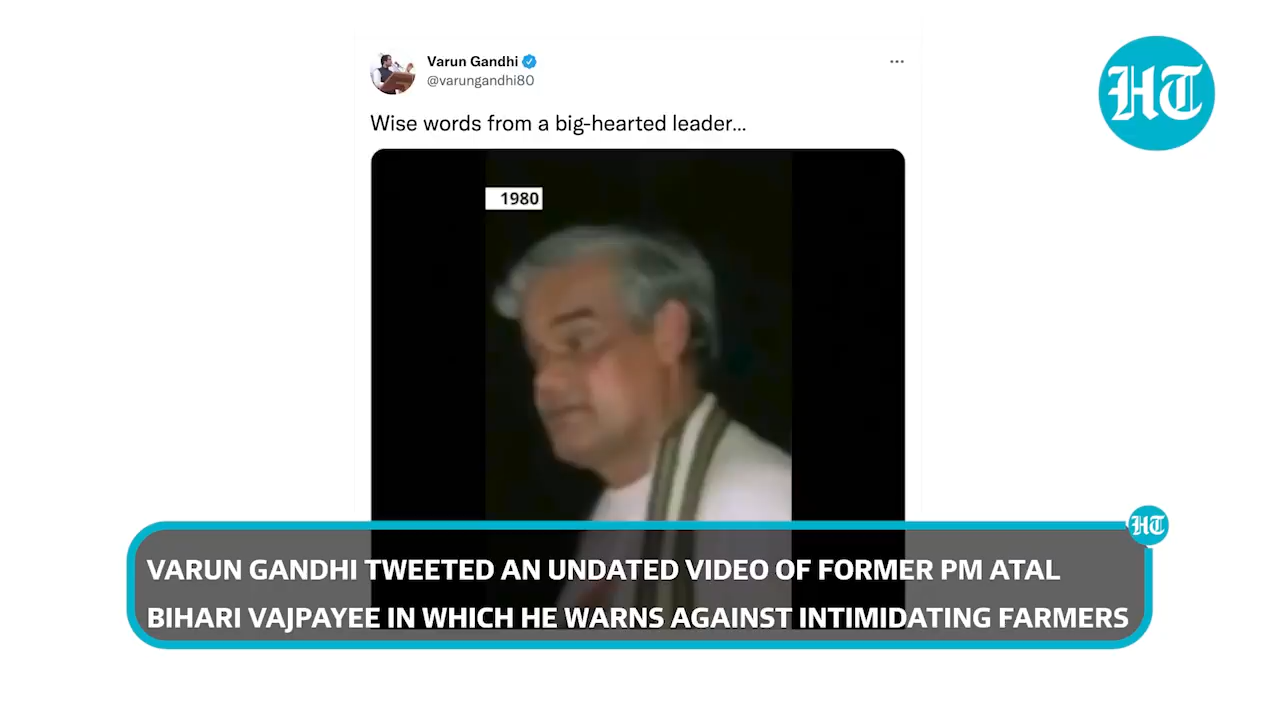 Varun Gandhi
@varungandhi80
HT
Wise words from a big-hearted leader...
1980
HT
VARUN GANDHI TWEETED AN UNDATED VIDEO OF FORMER PM ATAL
BIHARI VAJPAYEE IN WHICH HE WARNS AGAINST INTIMIDATING FARMERS